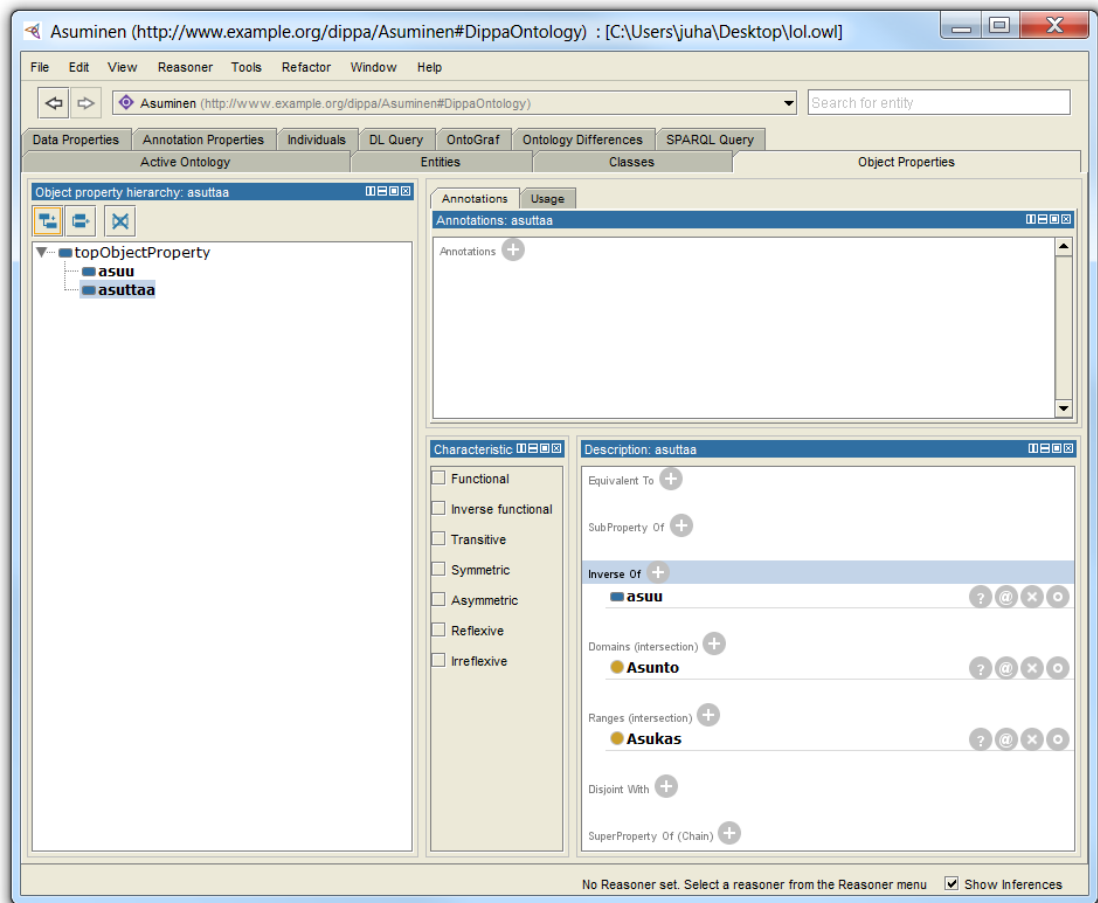 Asuminen (http://www.example.org/dippa/Asuminen#DippaOntology) : [C:\Users\juha\Desktop\lol.owl]
File Edit View Reasoner Tools Refactor Window Help
Asuminen (http://www.example.org/dippa/Asuminen#DippaOntology) Search for entity
Data Properties Annotation Properties Individuals DL Query OntoGraf Ontology Differences SPARQL Query
Active Ontology Entities Classes Object Properties
Object property hierarchy: asuttaa
topObjectProperty
asuu
asuttaa
Annotations Usage
Annotations: asuttaa
Annotations
Characteristic
Functional
Inverse functional
Transitive
Symmetric
Asymmetric
Reflexive
Irreflexive
Description: asuttaa
Equivalent To
SubProperty Of
Inverse Of
asuu
Domains (intersection)
Asunto
Ranges (intersection)
Asukas
Disjoint With
SuperProperty Of (Chain)
No Reasoner set. Select a reasoner from the Reasoner menu Show Inferences